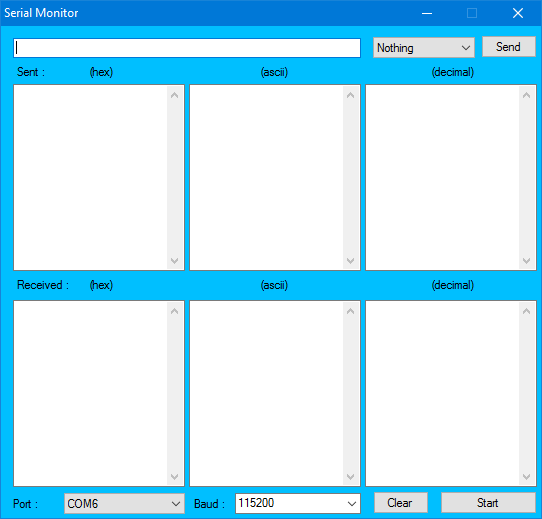 Serial Monitor
Nothing Send
Sent : (hex) (ascii) (decimal)
Received : (hex) (ascii) (decimal)
Port : COM6 Baud : 115200 Clear Start